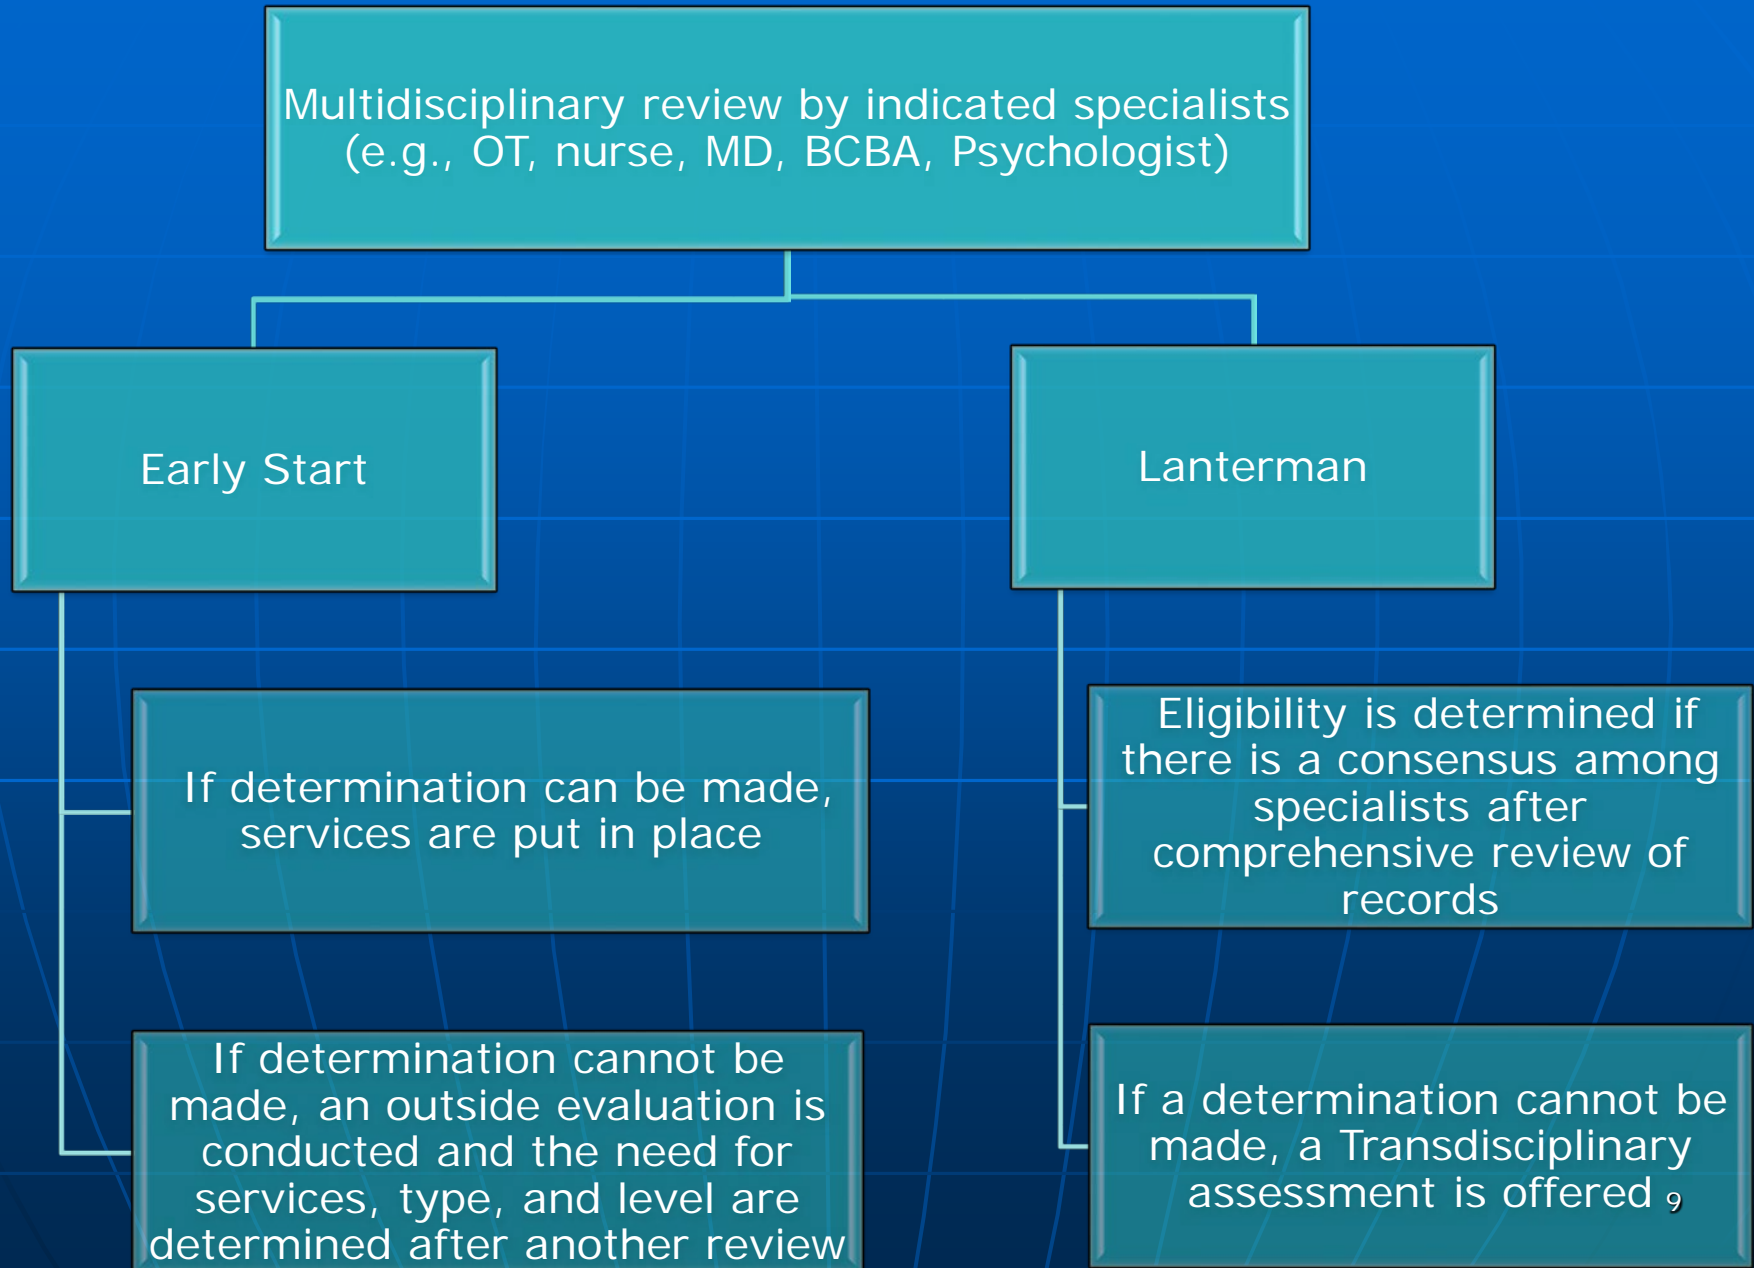 Multidisciplinary review by indicated specialists
(e.g., OT, nurse, MD, BCBA, Psychologist)
Early Start
If determination can be made,
services are put in place
If determination cannot be
made, an outside evaluation is
conducted and the need for
services, type, and level are
determined after another review
Lanterman
Eligibility is determined if
there is a consensus among
specialists after
comprehensive review of
records
If a determination cannot be
made, a Transdisciplinary
assessment is offered
9